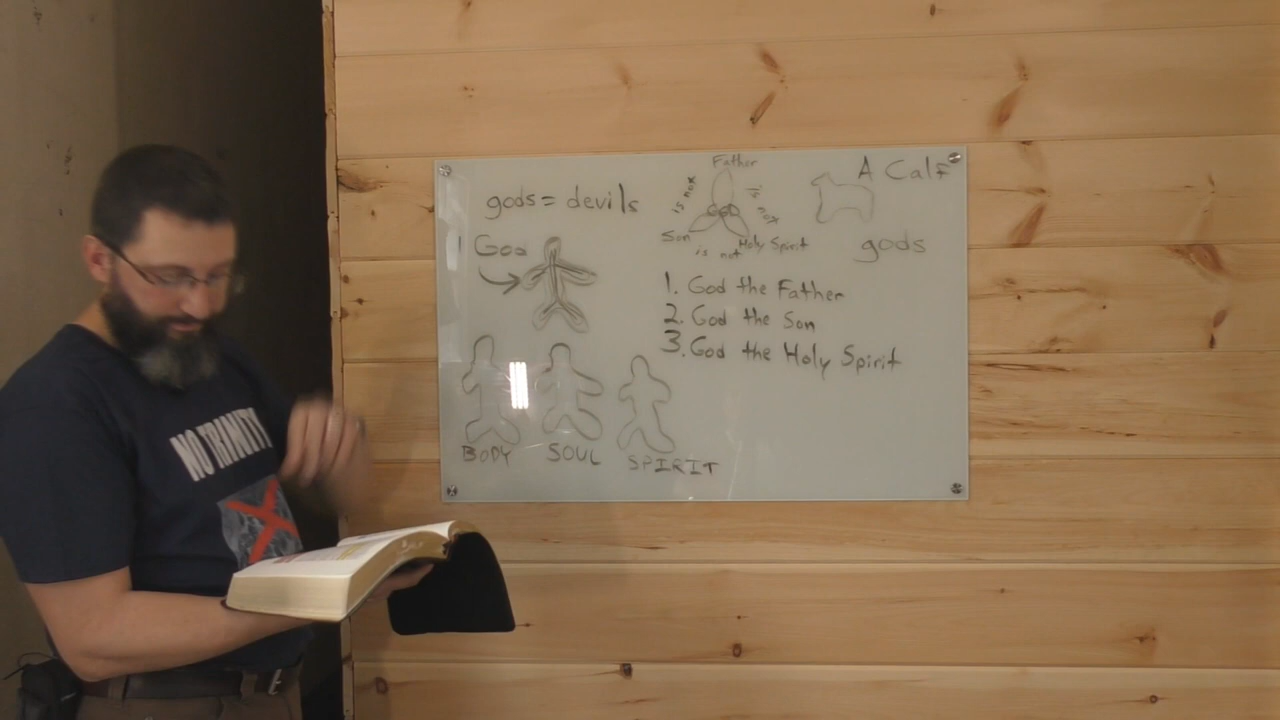 NO TRINITY
gods = devils
God
BODY SOUL SPIRIT
Father
is not
is not
God
Son
is not
Holy Spirit
A Calf
gods
1. God the Father
2. God the Son
3. God the Holy Spirit